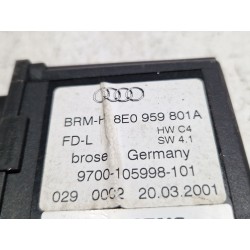 BRM-H 8E0 959 801A
FD-L HW C4
SW 4.1
brose Germany
9700-105998-101
029 0002 20.03.2001